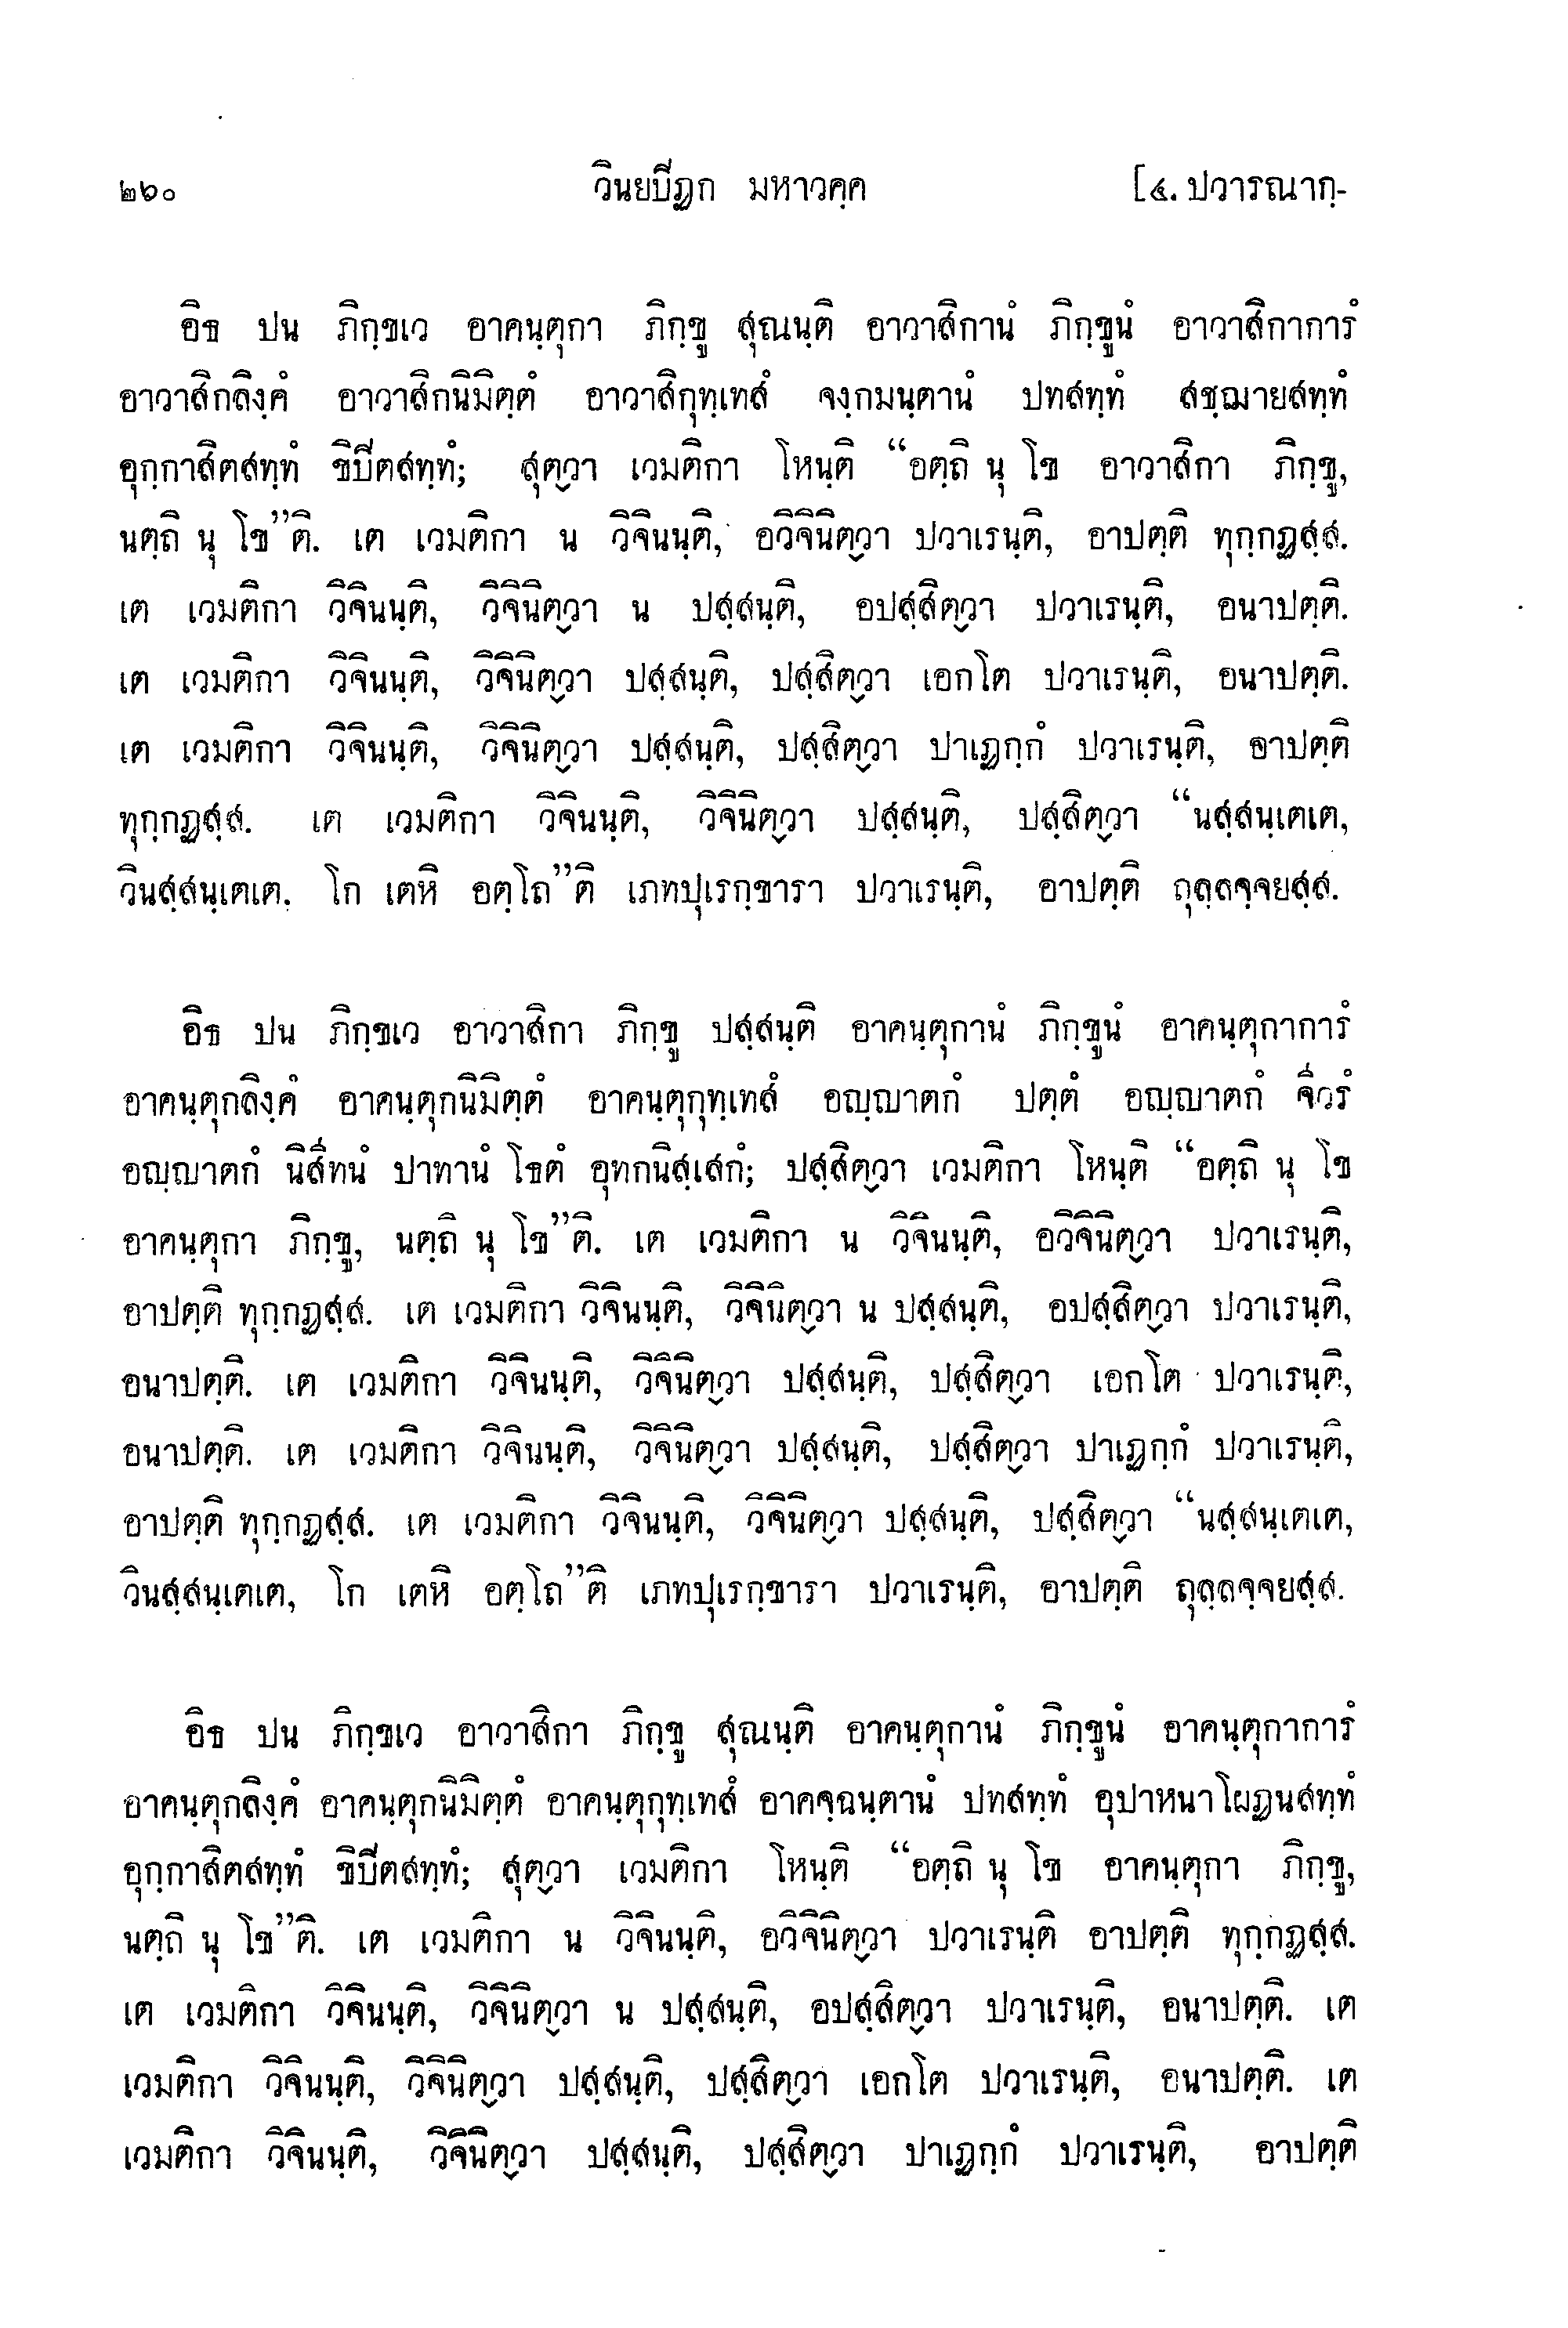 ๒๖๐ วินยปิฏก มหาวคฺค [๔. ปวารณากฺ-
อิธ ปน ภิกฺขเว อาคนฺตุกา ภิกฺขู สุณนฺติ อาวาสิกานํ ภิกฺขูนํ อาวาสิกาการํ
อาวาสิกลิงฺคํ อาวาสิกนิมิตฺตํ อาวาสิกุทฺเทสํ จงฺกมนฺตานํ ปทสทฺทํ สชฺฌายสทฺทํ
อุกฺกาสิตสทฺทํ ขิปีตสทฺทํ; สุตฺวา เวมติกา โหนฺติ “อตฺถิ นุ โข อาวาสิกา ภิกฺขู,
นตฺถิ นุ โข”ติ. เต เวมติกา น วิจินนฺติ, อวิจินิตฺวา ปวาเรนฺติ, อาปตฺติ ทุกฺกฏสฺส.
เต เวมติกา วิจินนฺติ, วิจินิตฺวา น ปสฺสนฺติ, อปสฺสิตฺวา ปวาเรนฺติ, อนาปตฺติ.
เต เวมติกา วิจินนฺติ, วิจินิตฺวา ปสฺสนฺติ, ปสฺสิตฺวา เอกโต ปวาเรนฺติ, อนาปตฺติ.
เต เวมติกา วิจินนฺติ, วิจินิตฺวา ปสฺสนฺติ, ปสฺสิตฺวา ปาเฏกฺกํ ปวาเรนฺติ, อาปตฺติ
ทุกฺกฏสฺส. เต เวมติกา วิจินนฺติ, วิจินิตฺวา ปสฺสนฺติ, ปสฺสิตฺวา “นสฺสนฺเตเต,
วินสฺสนฺเตเต. โก เตหิ อตฺโถ”ติ เภทปุเรกฺขารา ปวาเรนฺติ, อาปตฺติ ถุลฺลจฺจยสฺส.
อิธ ปน ภิกฺขเว อาวาสิกา ภิกฺขู ปสฺสนฺติ อาคนฺตุกานํ ภิกฺขูนํ อาคนฺตุกาการํ
อาคนฺตุกลิงฺคํ อาคนฺตุกนิมิตฺตํ อาคนฺตุกุทฺเทสํ อญฺญาตกํ ปตฺตํ อญฺญาตกํ จีวรํ
อญฺญาตกํ นิสีทนํ ปาทานํ โธตํ อุทกนิสฺเสกํ; ปสฺสิตฺวา เวมติกา โหนฺติ “อตฺถิ นุ โข
อาคนฺตุกา ภิกฺขู, นตฺถิ นุ โข”ติ. เต เวมติกา น วิจินนฺติ, อวิจินิตฺวา ปวาเรนฺติ,
อาปตฺติ ทุกฺกฏสฺส. เต เวมติกา วิจินนฺติ, วิจินิตฺวา น ปสฺสนฺติ, อปสฺสิตฺวา ปวาเรนฺติ,
อนาปตฺติ. เต เวมติกา วิจินนฺติ, วิจินิตฺวา ปสฺสนฺติ, ปสฺสิตฺวา เอกโต ปวาเรนฺติ,
อนาปตฺติ. เต เวมติกา วิจินนฺติ, วิจินิตฺวา ปสฺสนฺติ, ปสฺสิตฺวา ปาเฏกฺกํ ปวาเรนฺติ,
อาปตฺติ ทุกฺกฏสฺส. เต เวมติกา วิจินนฺติ, วิจินิตฺวา ปสฺสนฺติ, ปสฺสิตฺวา “นสฺสนฺเตเต,
วินสฺสนฺเตเต, โก เตหิ อตฺโถ”ติ เภทปุเรกฺขารา ปวาเรนฺติ, อาปตฺติ ถุลฺลจฺจยสฺส.
อิธ ปน ภิกฺขเว อาวาสิกา ภิกฺขู สุณนฺติ อาคนฺตุกานํ ภิกฺขูนํ อาคนฺตุกาการํ
อาคนฺตุกลิงฺคํ อาคนฺตุกนิมิตฺตํ อาคนฺตุกุทฺเทสํ อาคจฺฉนฺตานํ ปทสทฺทํ อุปาหนาโผฏนสทฺทํ
อุกฺกาสิตสทฺทํ ขิปีตสทฺทํ; สุตฺวา เวมติกา โหนฺติ “อตฺถิ นุ โข อาคนฺตุกา ภิกฺขู,
นตฺถิ นุ โข”ติ. เต เวมติกา น วิจินนฺติ, อวิจินิตฺวา ปวาเรนฺติ อาปตฺติ ทุกฺกฏสฺส.
เต เวมติกา วิจินนฺติ, วิจินิตฺวา น ปสฺสนฺติ, อปสฺสิตฺวา ปวาเรนฺติ, อนาปตฺติ. เต
เวมติกา วิจินนฺติ, วิจินิตฺวา ปสฺสนฺติ, ปสฺสิตฺวา เอกโต ปวาเรนฺติ, อนาปตฺติ. เต
เวมติกา วิจินนฺติ, วิจินิตฺวา ปสฺสนฺติ, ปสฺสิตฺวา ปาเฏกฺกํ ปวาเรนฺติ, อาปตฺติ